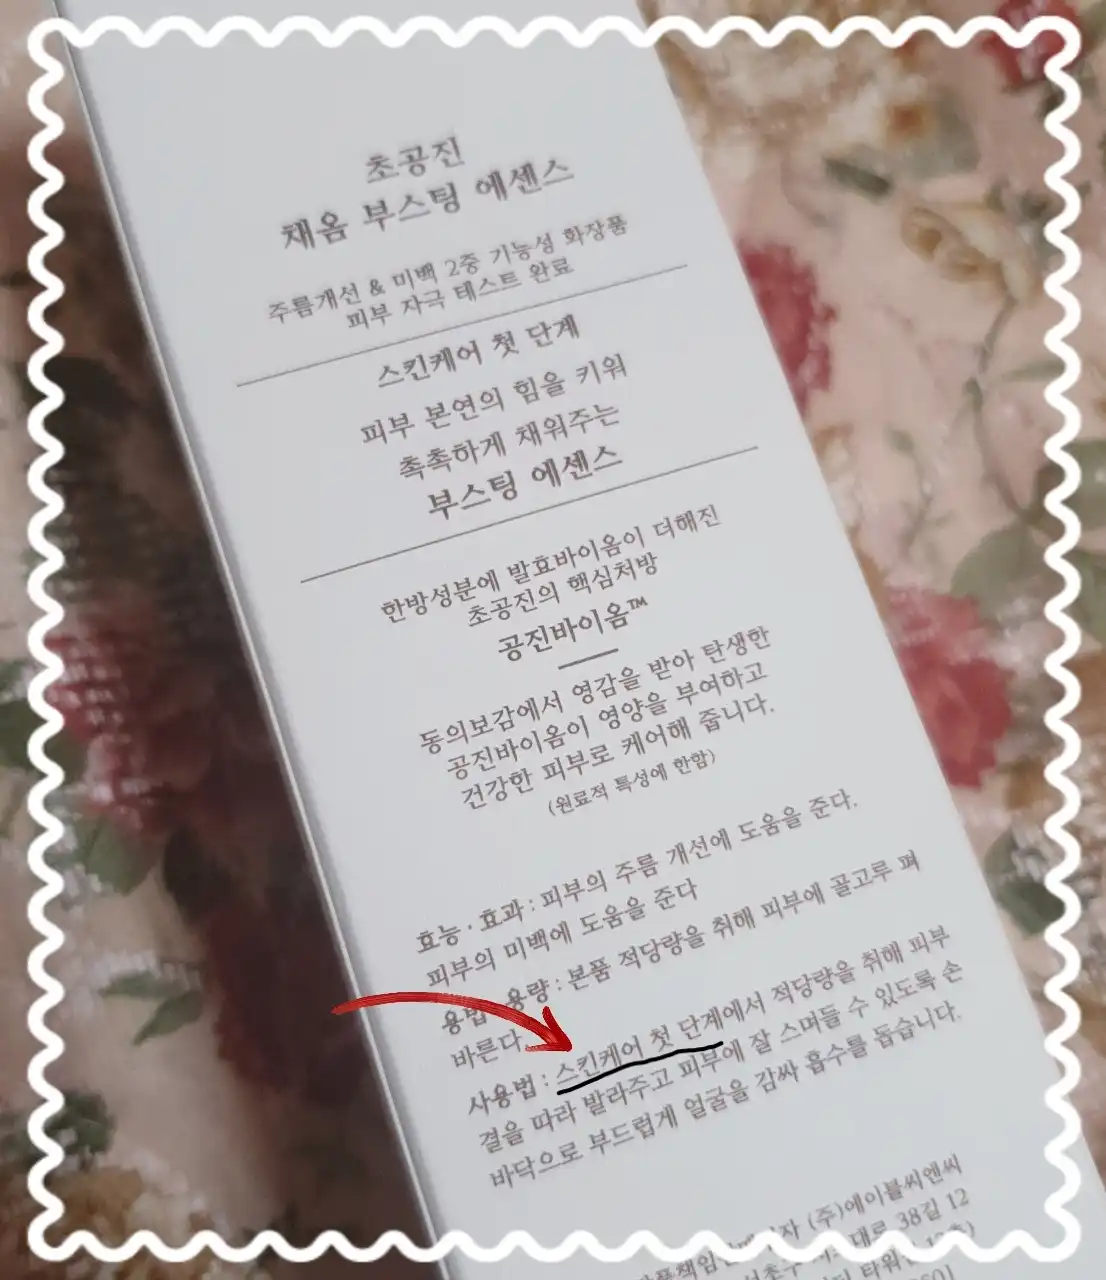 초공진
채움 부스팅 에센스
주름개선 & 미백 2중 기능성 화장품
피부 자극 테스트 완료
스킨케어 첫 단계
피부 본연의 힘을 키워
촉촉하게 채워주는
부스팅 에센스
한방성분에 발효바이옴이 더해진
초공진의 핵심처방
공진바이옴™
동의보감에서 영감을 받아 탄생한
공진바이옴이 영양을 부여하고
건강한 피부로 케어해 줍니다.
(원료적 특성에 한함)
효능·효과 : 피부의 주름 개선에 도움을 준다.
피부의 미백에 도움을 준다
용법·용량 : 본품 적당량을 취해 피부에 골고루 펴
바른다.
사용법 : 스킨케어 첫 단계에서 적당량을 취해 피부
결을 따라 발라주고 피부에 잘 스며들 수 있도록 손
바닥으로 부드럽게 얼굴을 감싸 흡수를 돕습니다.
(주)에이블씨엔씨
38길 12